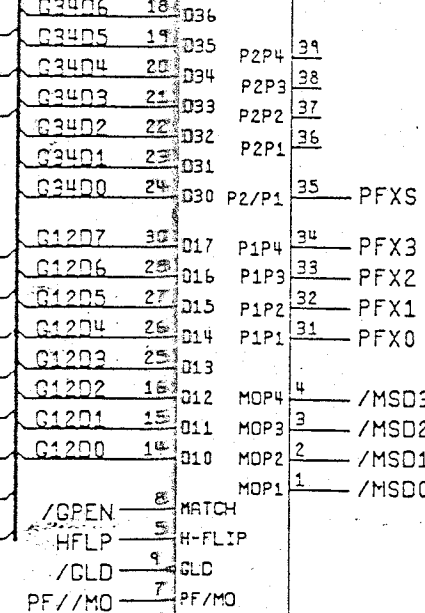 G34D6 18 D36
G34D5 19 D35
P2P4 39
G34D4 20 D34
P2P3 38
G34D3 21 D33
P2P2 37
G34D2 22 D32
P2P1 36
G34D1 23 D31
G34D0 24 D30 P2/P1 35 PFXS
G12D7 30 D17 P1P4 34 PFX3
G12D6 28 D16 P1P3 33 PFX2
G12D5 27 D15 P1P2 32 PFX1
G12D4 26 D14 P1P1 31 PFX0
G12D3 25 D13
G12D2 16 D12 MOP4 4 /MSD3
G12D1 15 D11 MOP3 3 /MSD2
G12D0 14 D10 MOP2 2 /MSD1
MOP1 1 /MSD0
/GPEN 8 MATCH
HFLP 5 H-FLIP
/GLD 9 GLD
PF//MO 7 PF/MO